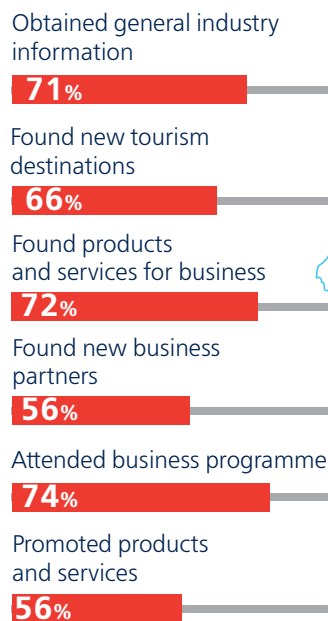 Obtained general industry
information
71%
Found new tourism
destinations
66%
Found products
and services for business
72%
Found new business
partners
56%
Attended business programme
74%
Promoted products
and services
56%